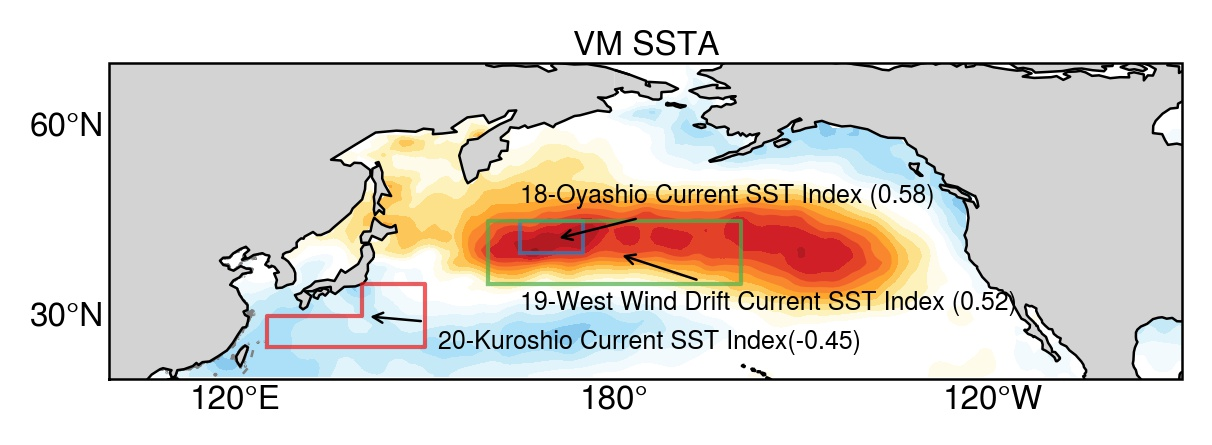 VM SSTA
60°N
18-Oyashio Current SST Index (0.58)
19-West Wind Drift Current SST Index (0.52)
30°N
20-Kuroshio Current SST Index(-0.45)
120°E
180°
120°W